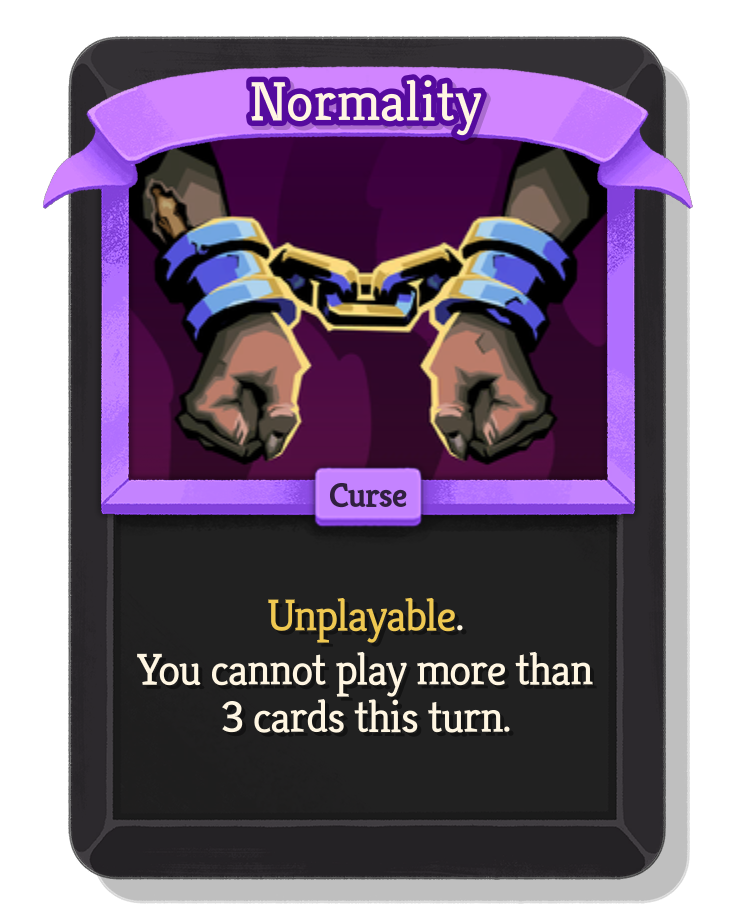 Normality
Curse
Unplayable.
You cannot play more than
3 cards this turn.